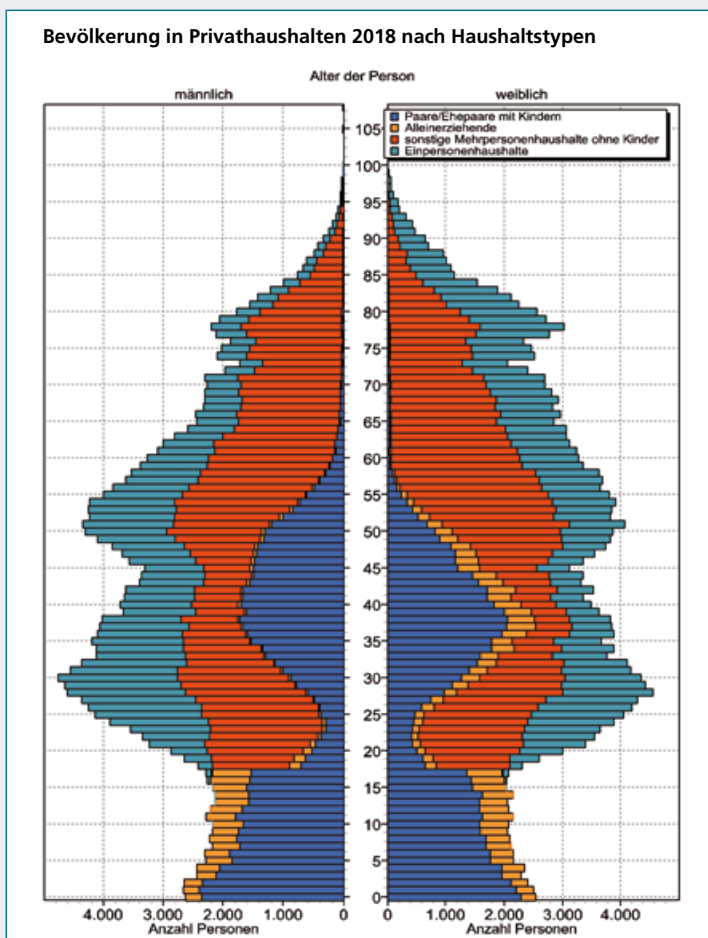 Bevölkerung in Privathaushalten 2018 nach Haushaltstypen
Alter der Person
männlich
weiblich
Paare/Ehepaare mit Kindern
Alleinerziehende
sonstige Mehrpersonenhaushalte ohne Kinder
Einpersonenhaushalte
105
100
95
90
85
80
75
70
65
60
55
50
45
40
35
30
25
20
15
10
5
0
4.000 3.000 2.000 1.000 0
0 1.000 2.000 3.000 4.000
Anzahl Personen
Anzahl Personen